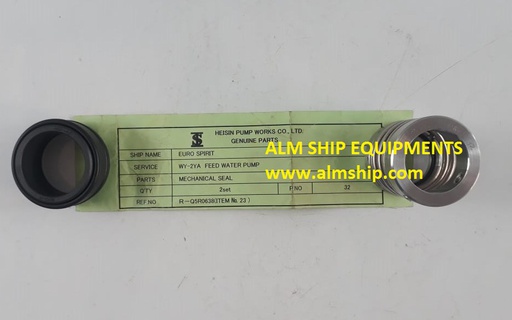 HEISIN PUMP WORKS CO., LTD.
GENUINE PARTS
ALM SHIP EQUIPMENTS
www.almship.com
SHIP NAME EURO SPIRIT
SERVICE WY-2YA FEED WATER PUMP
PARTS MECHANICAL SEAL
Q'TY 2set P.NO 32
REF.NO.